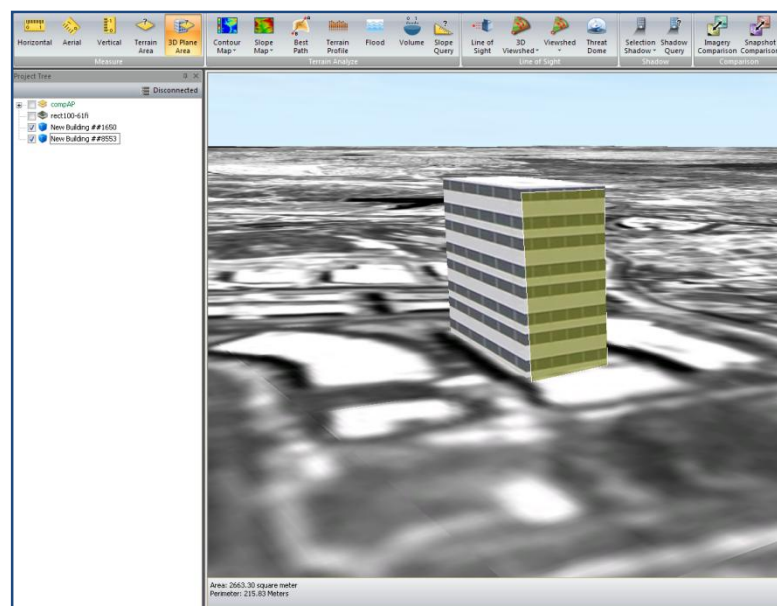 Horizontal Aerial Vertical Terrain Area 3D Plane Area Contour Map Slope Map Best Path Terrain Profile Flood Volume Slope Query Line of Sight 3D Viewshed Viewshed Threat Dome Selection Shadow Shadow Query Imagery Comparison Snapshot Comparison
Measure Terrain Analyze Line of Sight Shadow Comparison
Project Tree
Disconnected
compAP
rect100-61fl
New Building ##1650
New Building ##8553
Area: 2663.30 square meter
Perimeter: 215.83 Meters